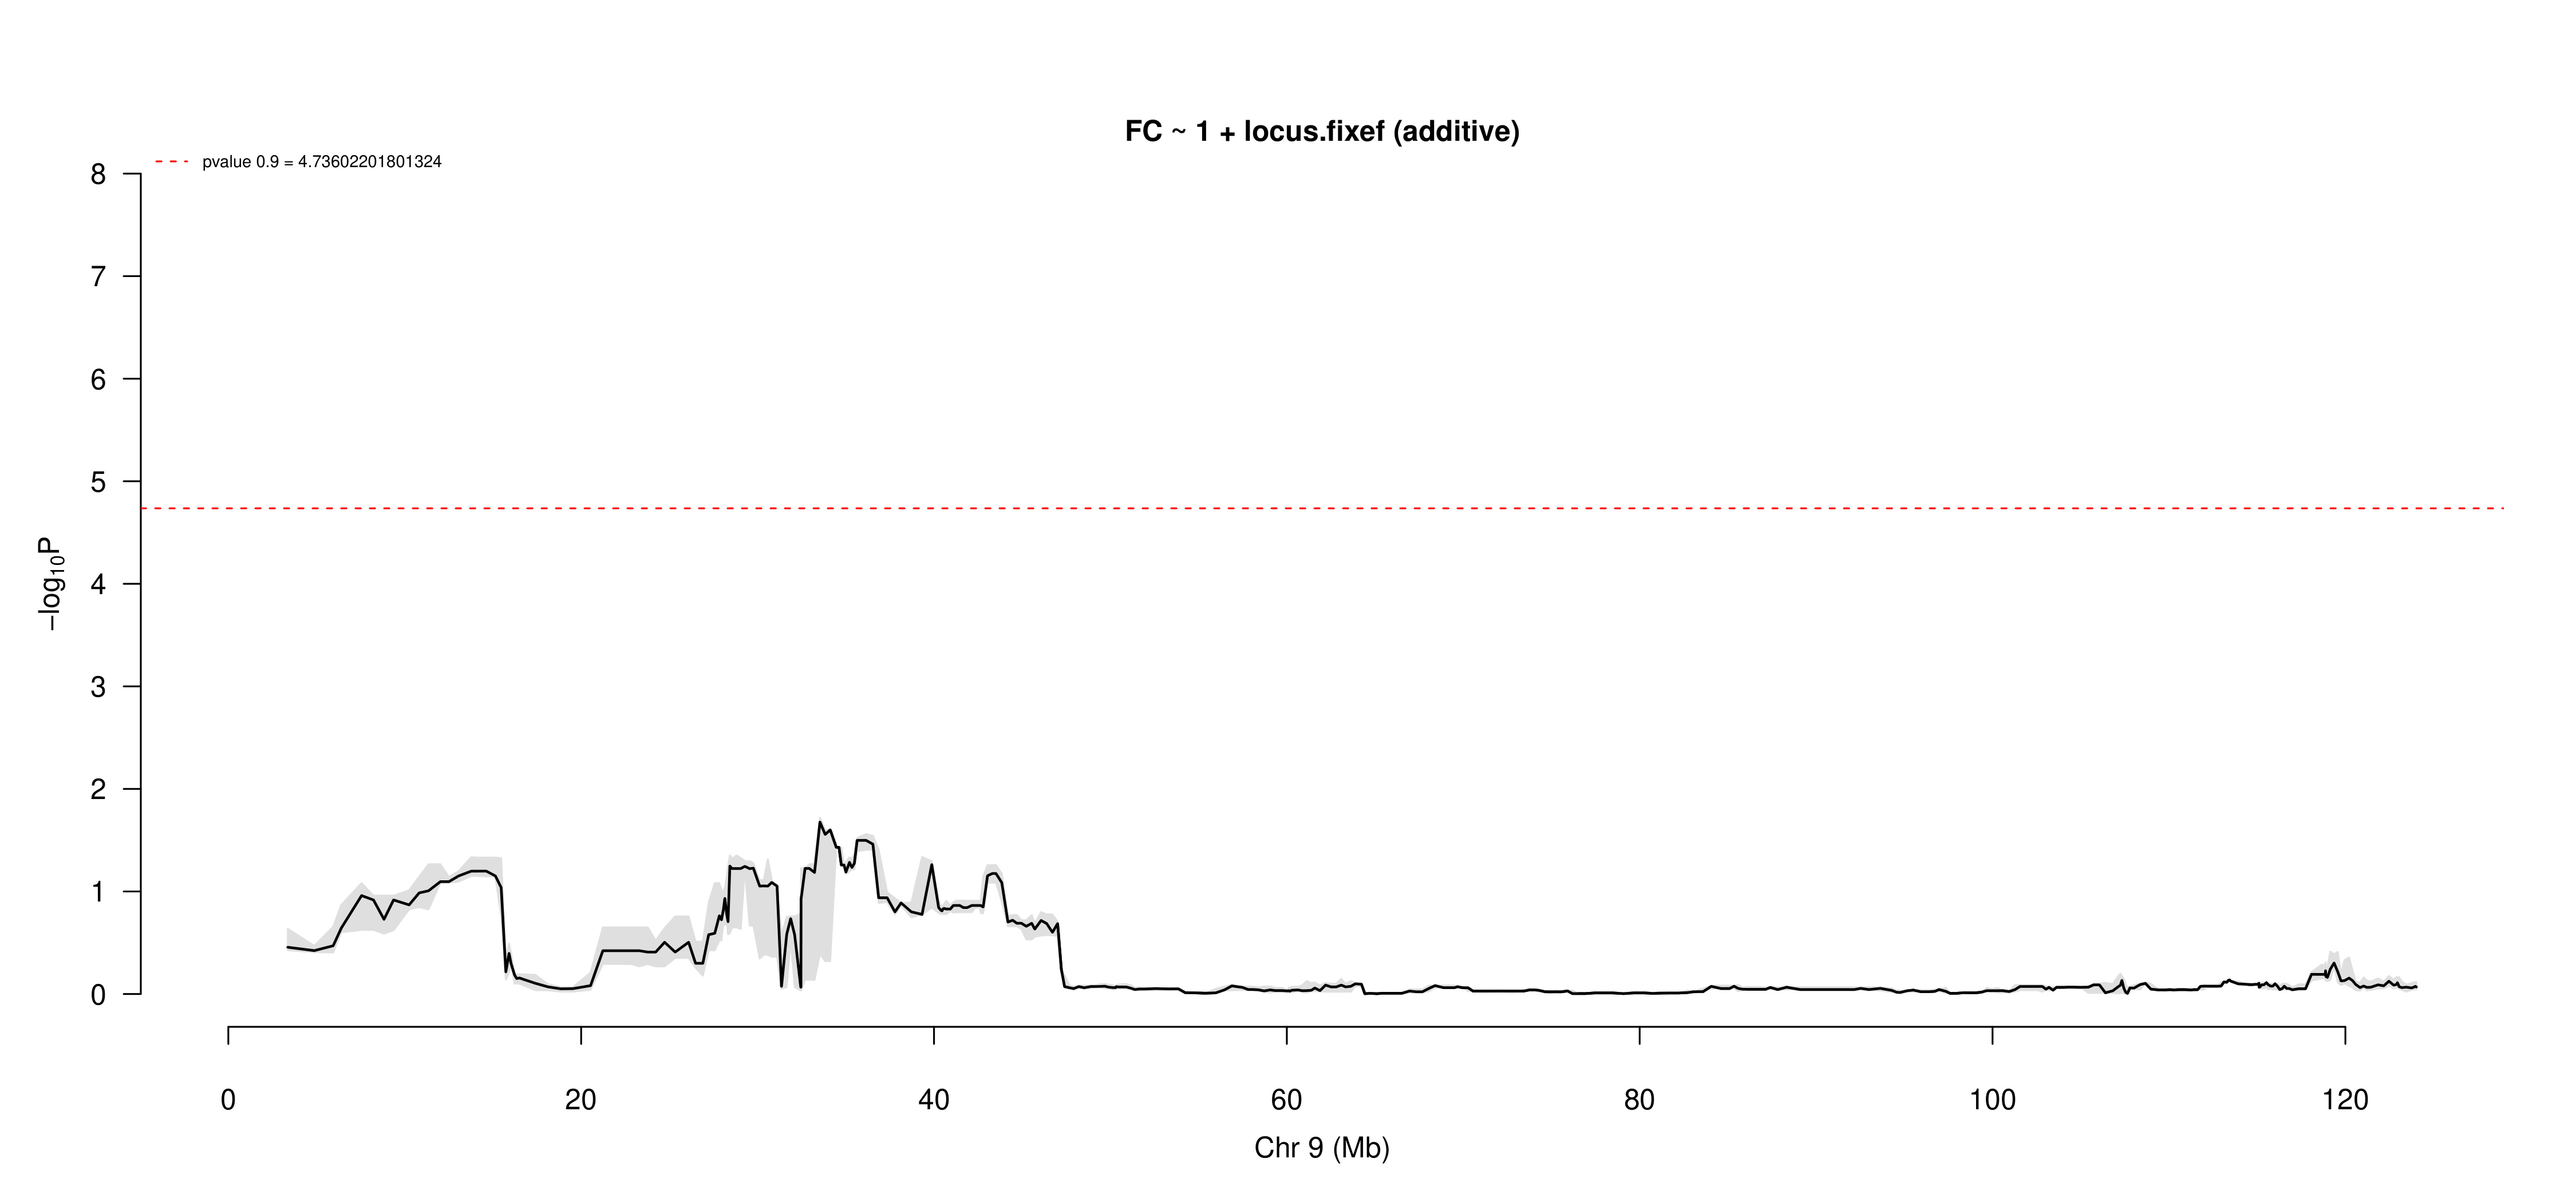 FC ~ 1 + locus.fixef (additive)
pvalue 0.9 = 4.73602201801324
8
7
6
5
4
3
2
1
0
−log10P
0 20 40 60 80 100 120
Chr 9 (Mb)